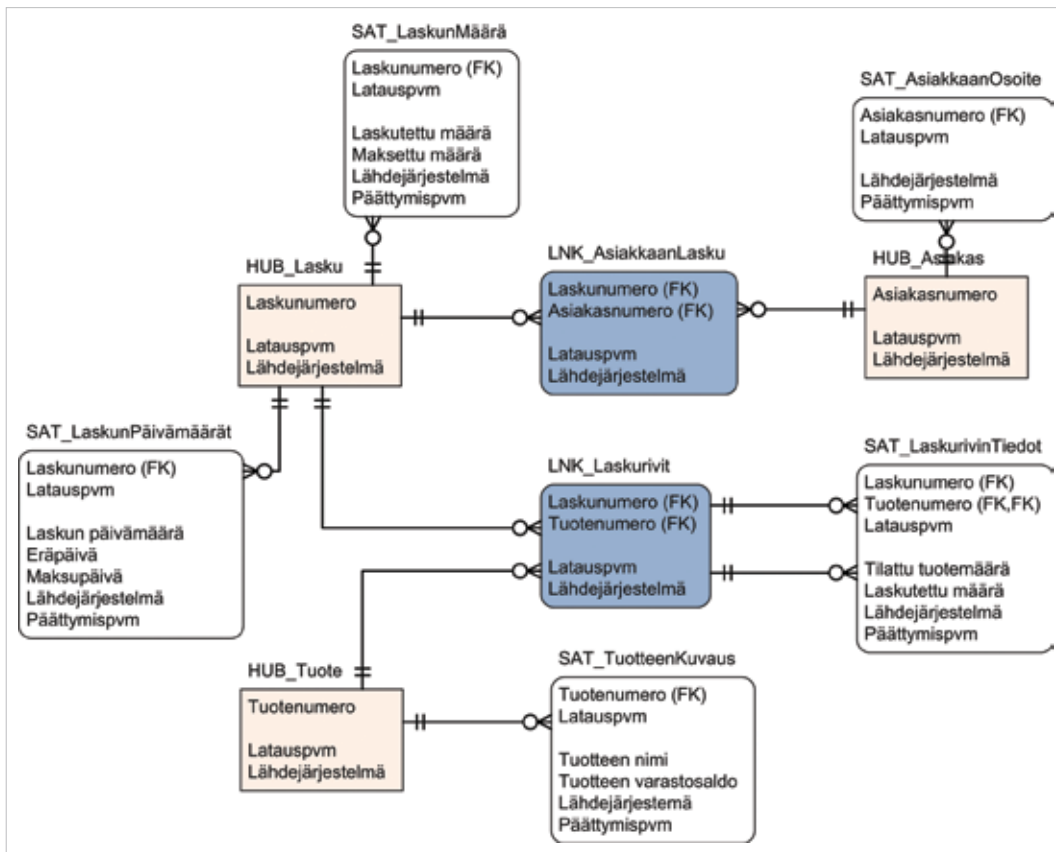 SAT_LaskunMäärä
Laskunumero (FK)
Latauspvm
Laskutettu määrä
Maksettu määrä
Lähdejärjestelmä
Päättymispvm
SAT_AsiakkaanOsoite
Asiakasnumero (FK)
Latauspvm
Lähdejärjestelmä
Päättymispvm
HUB_Lasku
Laskunumero
Latauspvm
Lähdejärjestelmä
LNK_AsiakkaanLasku
Laskunumero (FK)
Asiakasnumero (FK)
Latauspvm
Lähdejärjestelmä
HUB_Asiakas
Asiakasnumero
Latauspvm
Lähdejärjestelmä
SAT_LaskunPäivämäärät
Laskunumero (FK)
Latauspvm
Laskun päivämäärä
Eräpäivä
Maksupäivä
Lähdejärjestelmä
Päättymispvm
LNK_Laskurivit
Laskunumero (FK)
Tuotenumero (FK)
Latauspvm
Lähdejärjestelmä
SAT_LaskurivinTiedot
Laskunumero (FK)
Tuotenumero (FK,FK)
Latauspvm
Tilattu tuotemäärä
Laskutettu määrä
Lähdejärjestelmä
Päättymispvm
HUB_Tuote
Tuotenumero
Latauspvm
Lähdejärjestelmä
SAT_TuotteenKuvaus
Tuotenumero (FK)
Latauspvm
Tuotteen nimi
Tuotteen varastosaldo
Lähdejärjestemä
Päättymispvm